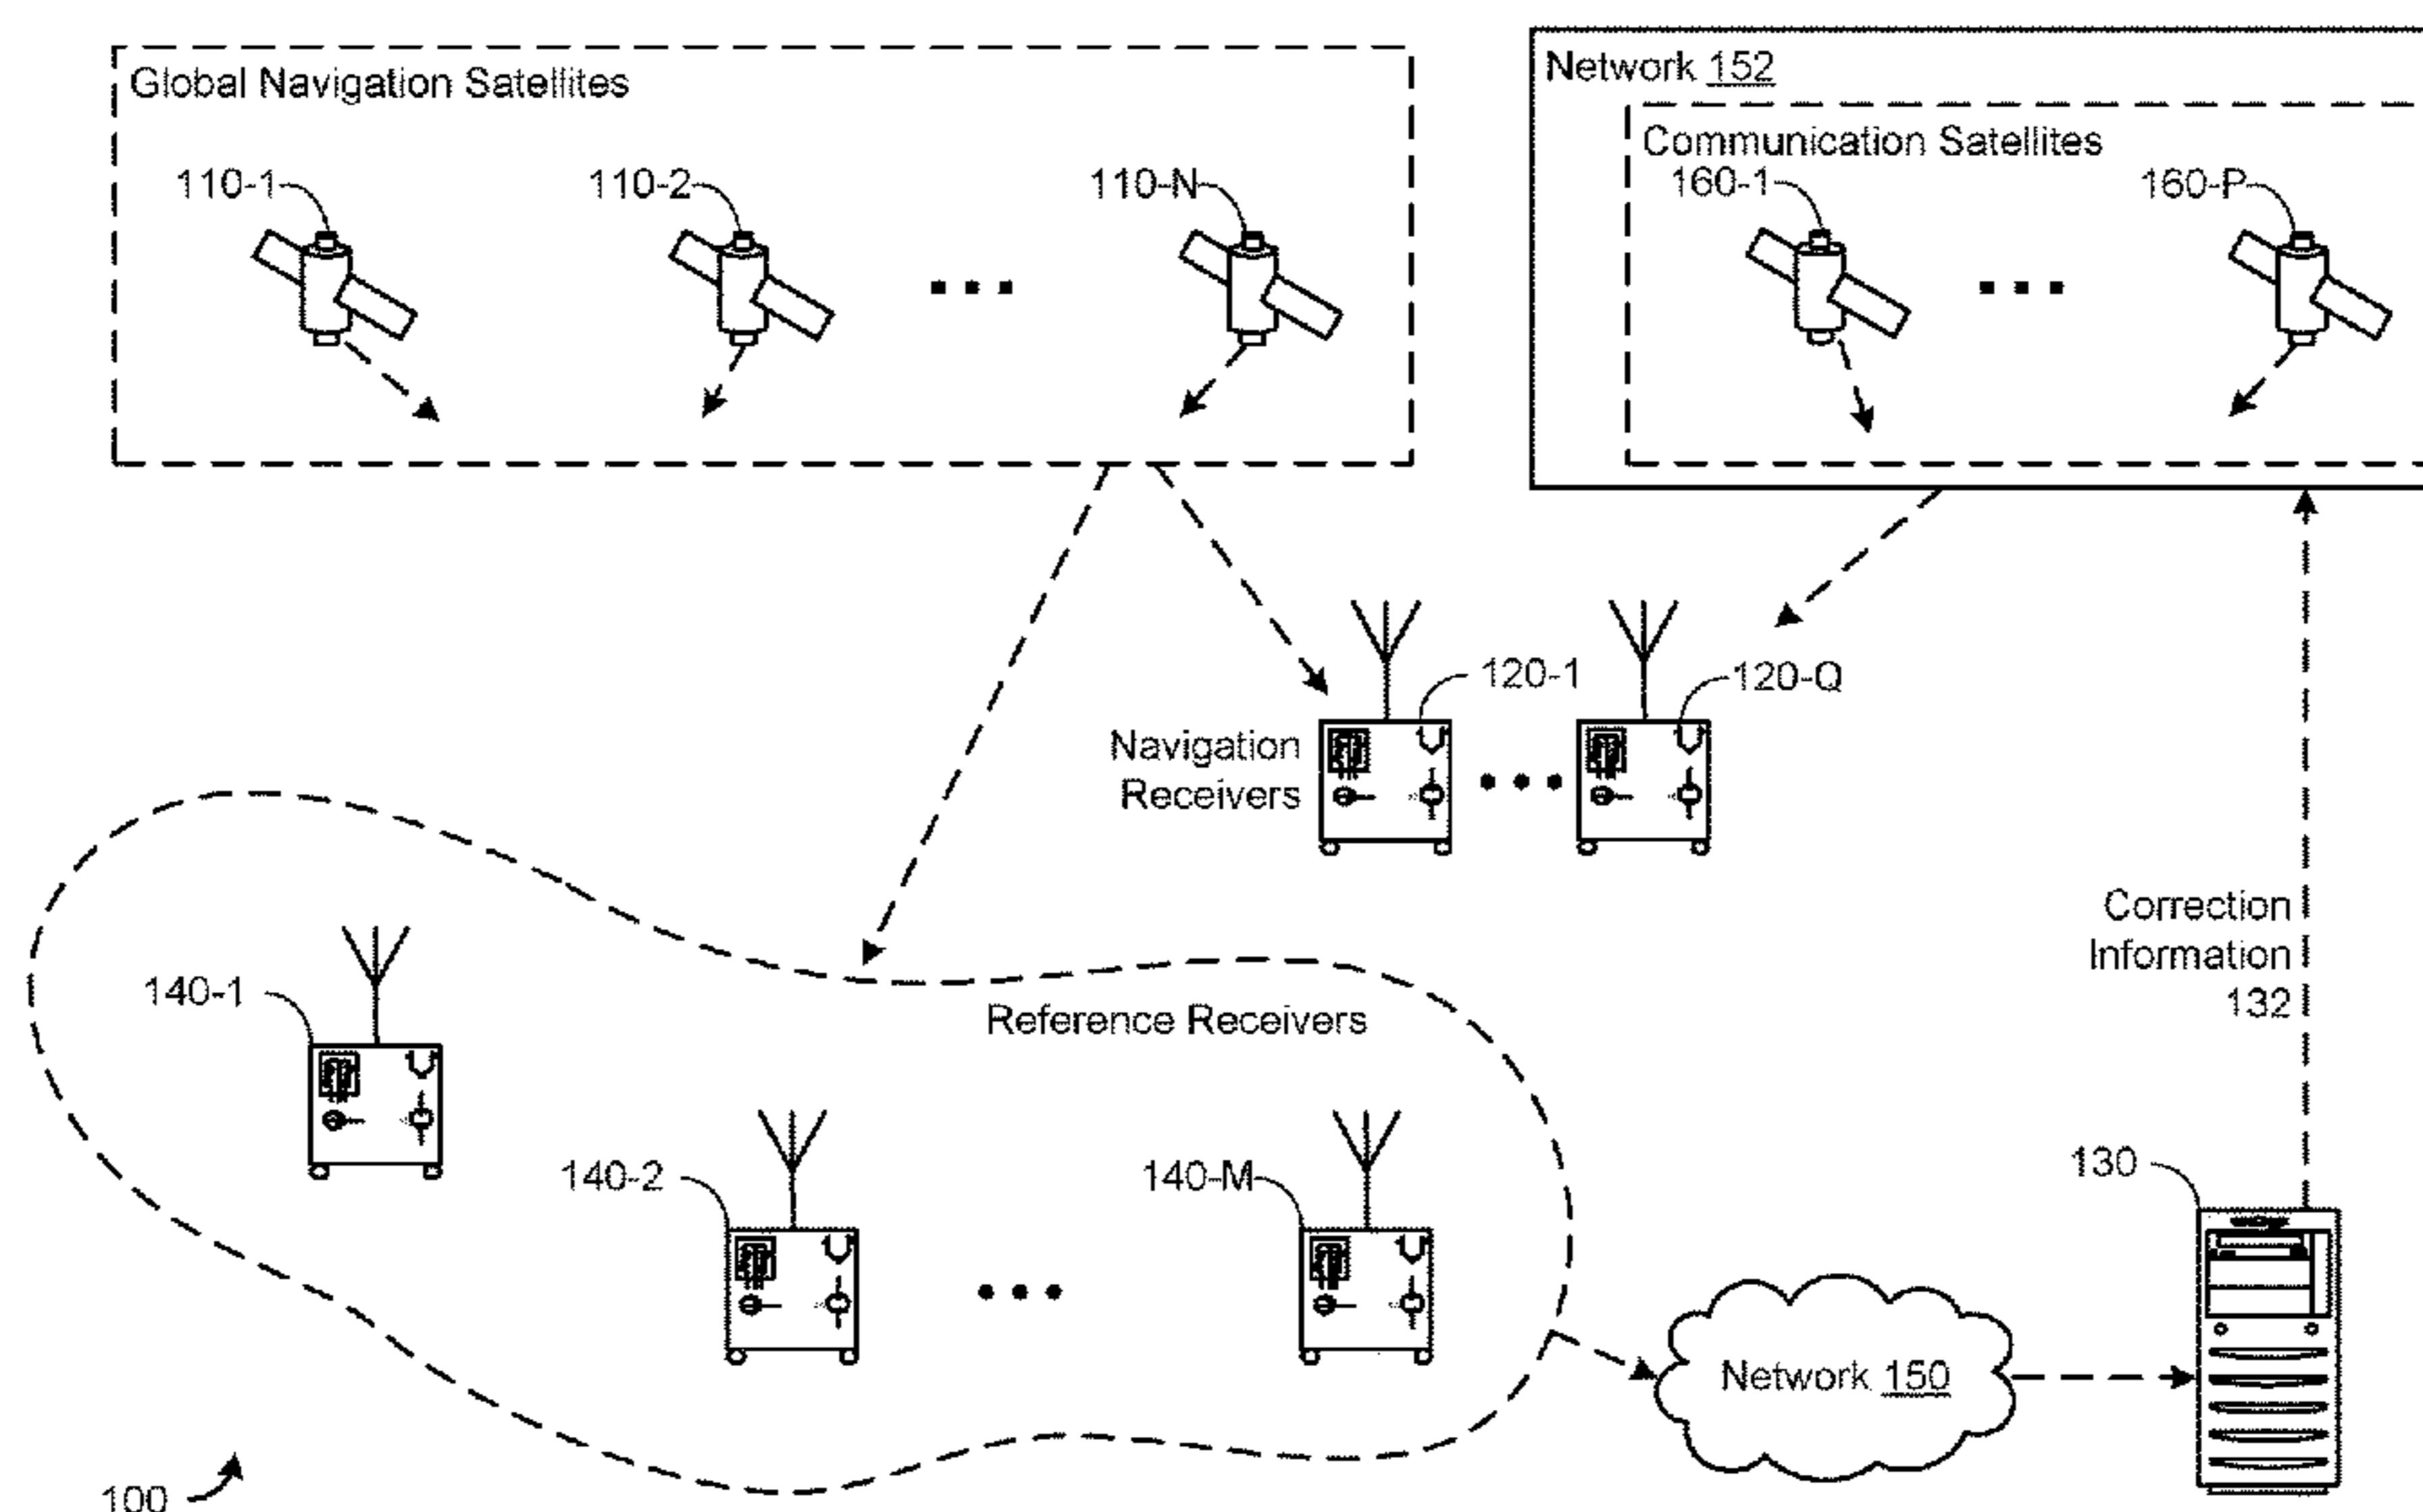 Global Navigation Satellites
110-1
110-2
110-N
Network 152
Communication Satellites
160-1
160-P
120-1
120-Q
Navigation
Receivers
Correction
Information
132
140-1
Reference Receivers
140-2
140-M
130
Network 150
100